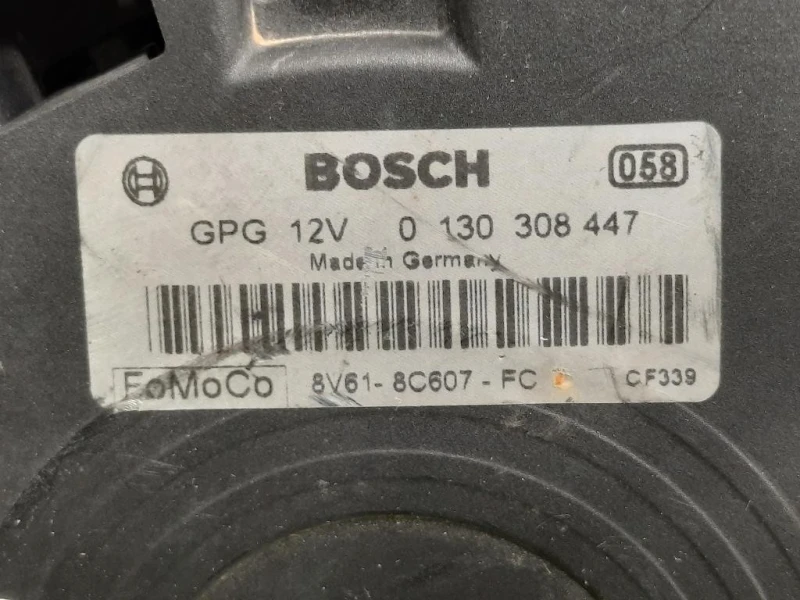 BOSCH 058
GPG 12V 0 130 308 447
Made in Germany
FoMoCo 8V61-8C607-FC CF339